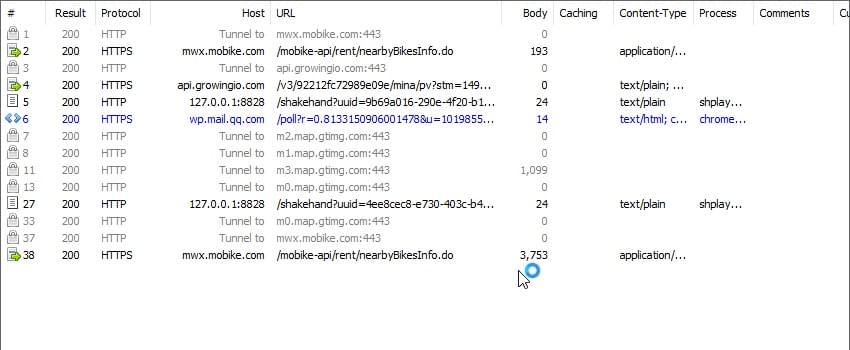 # Result Protocol Host URL Body Caching Content-Type Process Comments Cu
1 200 HTTP Tunnel to mwx.mobike.com:443 0
2 200 HTTPS mwx.mobike.com /mobike-api/rent/nearbyBikesInfo.do 193 application/...
3 200 HTTP Tunnel to api.growingio.com:443 0
4 200 HTTPS api.growingio.com /v3/92212fc72989e09e/mina/pv?stm=149... 0 text/plain; ...
5 200 HTTP 127.0.0.1:8828 /shakehand?uuid=9b69a016-290e-4f20-b1... 24 text/plain shplay...
6 200 HTTPS wp.mail.qq.com /poll?r=0.8133150906001478&u=1019855... 14 text/html; c... chrome...
7 200 HTTP Tunnel to m2.map.gtimg.com:443 0
8 200 HTTP Tunnel to m1.map.gtimg.com:443 0
11 200 HTTP Tunnel to m3.map.gtimg.com:443 1,099
13 200 HTTP Tunnel to m0.map.gtimg.com:443 0
27 200 HTTP 127.0.0.1:8828 /shakehand?uuid=4ee8cec8-e730-403c-b4... 24 text/plain shplay...
33 200 HTTP Tunnel to m0.map.gtimg.com:443 0
37 200 HTTP Tunnel to mwx.mobike.com:443 0
38 200 HTTPS mwx.mobike.com /mobike-api/rent/nearbyBikesInfo.do 3,753 application/...